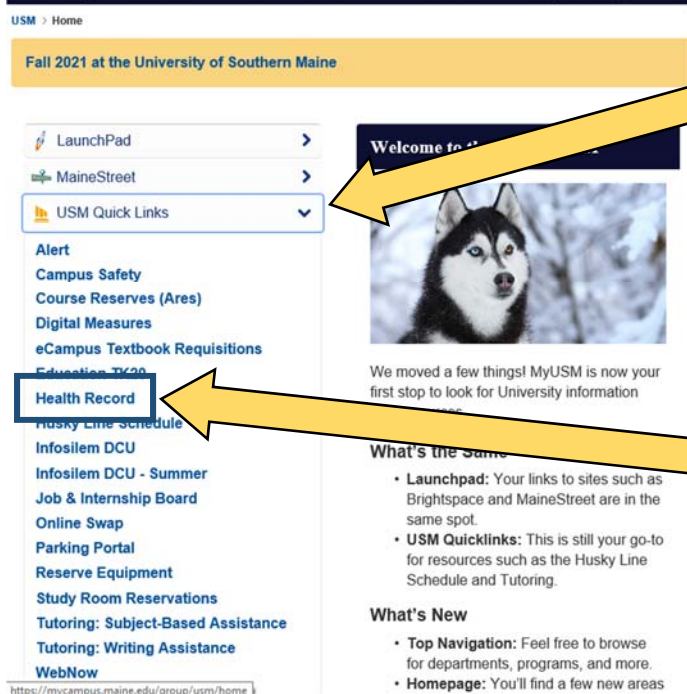 USM > Home
Fall 2021 at the University of Southern Maine
LaunchPad
MaineStreet
USM Quick Links
Alert
Campus Safety
Course Reserves (Ares)
Digital Measures
eCampus Textbook Requisitions
Education TK20
Health Record
Husky Line Schedule
Infosilem DCU
Infosilem DCU - Summer
Job & Internship Board
Online Swap
Parking Portal
Reserve Equipment
Study Room Reservations
Tutoring: Subject-Based Assistance
Tutoring: Writing Assistance
WebNow
https://mycampus.maine.edu/group/usm/home
Welcome to
We moved a few things! MyUSM is now your
first stop to look for University information
What's the Same
• Launchpad: Your links to sites such as
Brightspace and MaineStreet are in the
same spot.
• USM Quicklinks: This is still your go-to
for resources such as the Husky Line
Schedule and Tutoring.
What's New
• Top Navigation: Feel free to browse
for departments, programs, and more.
• Homepage: You'll find a few new areas